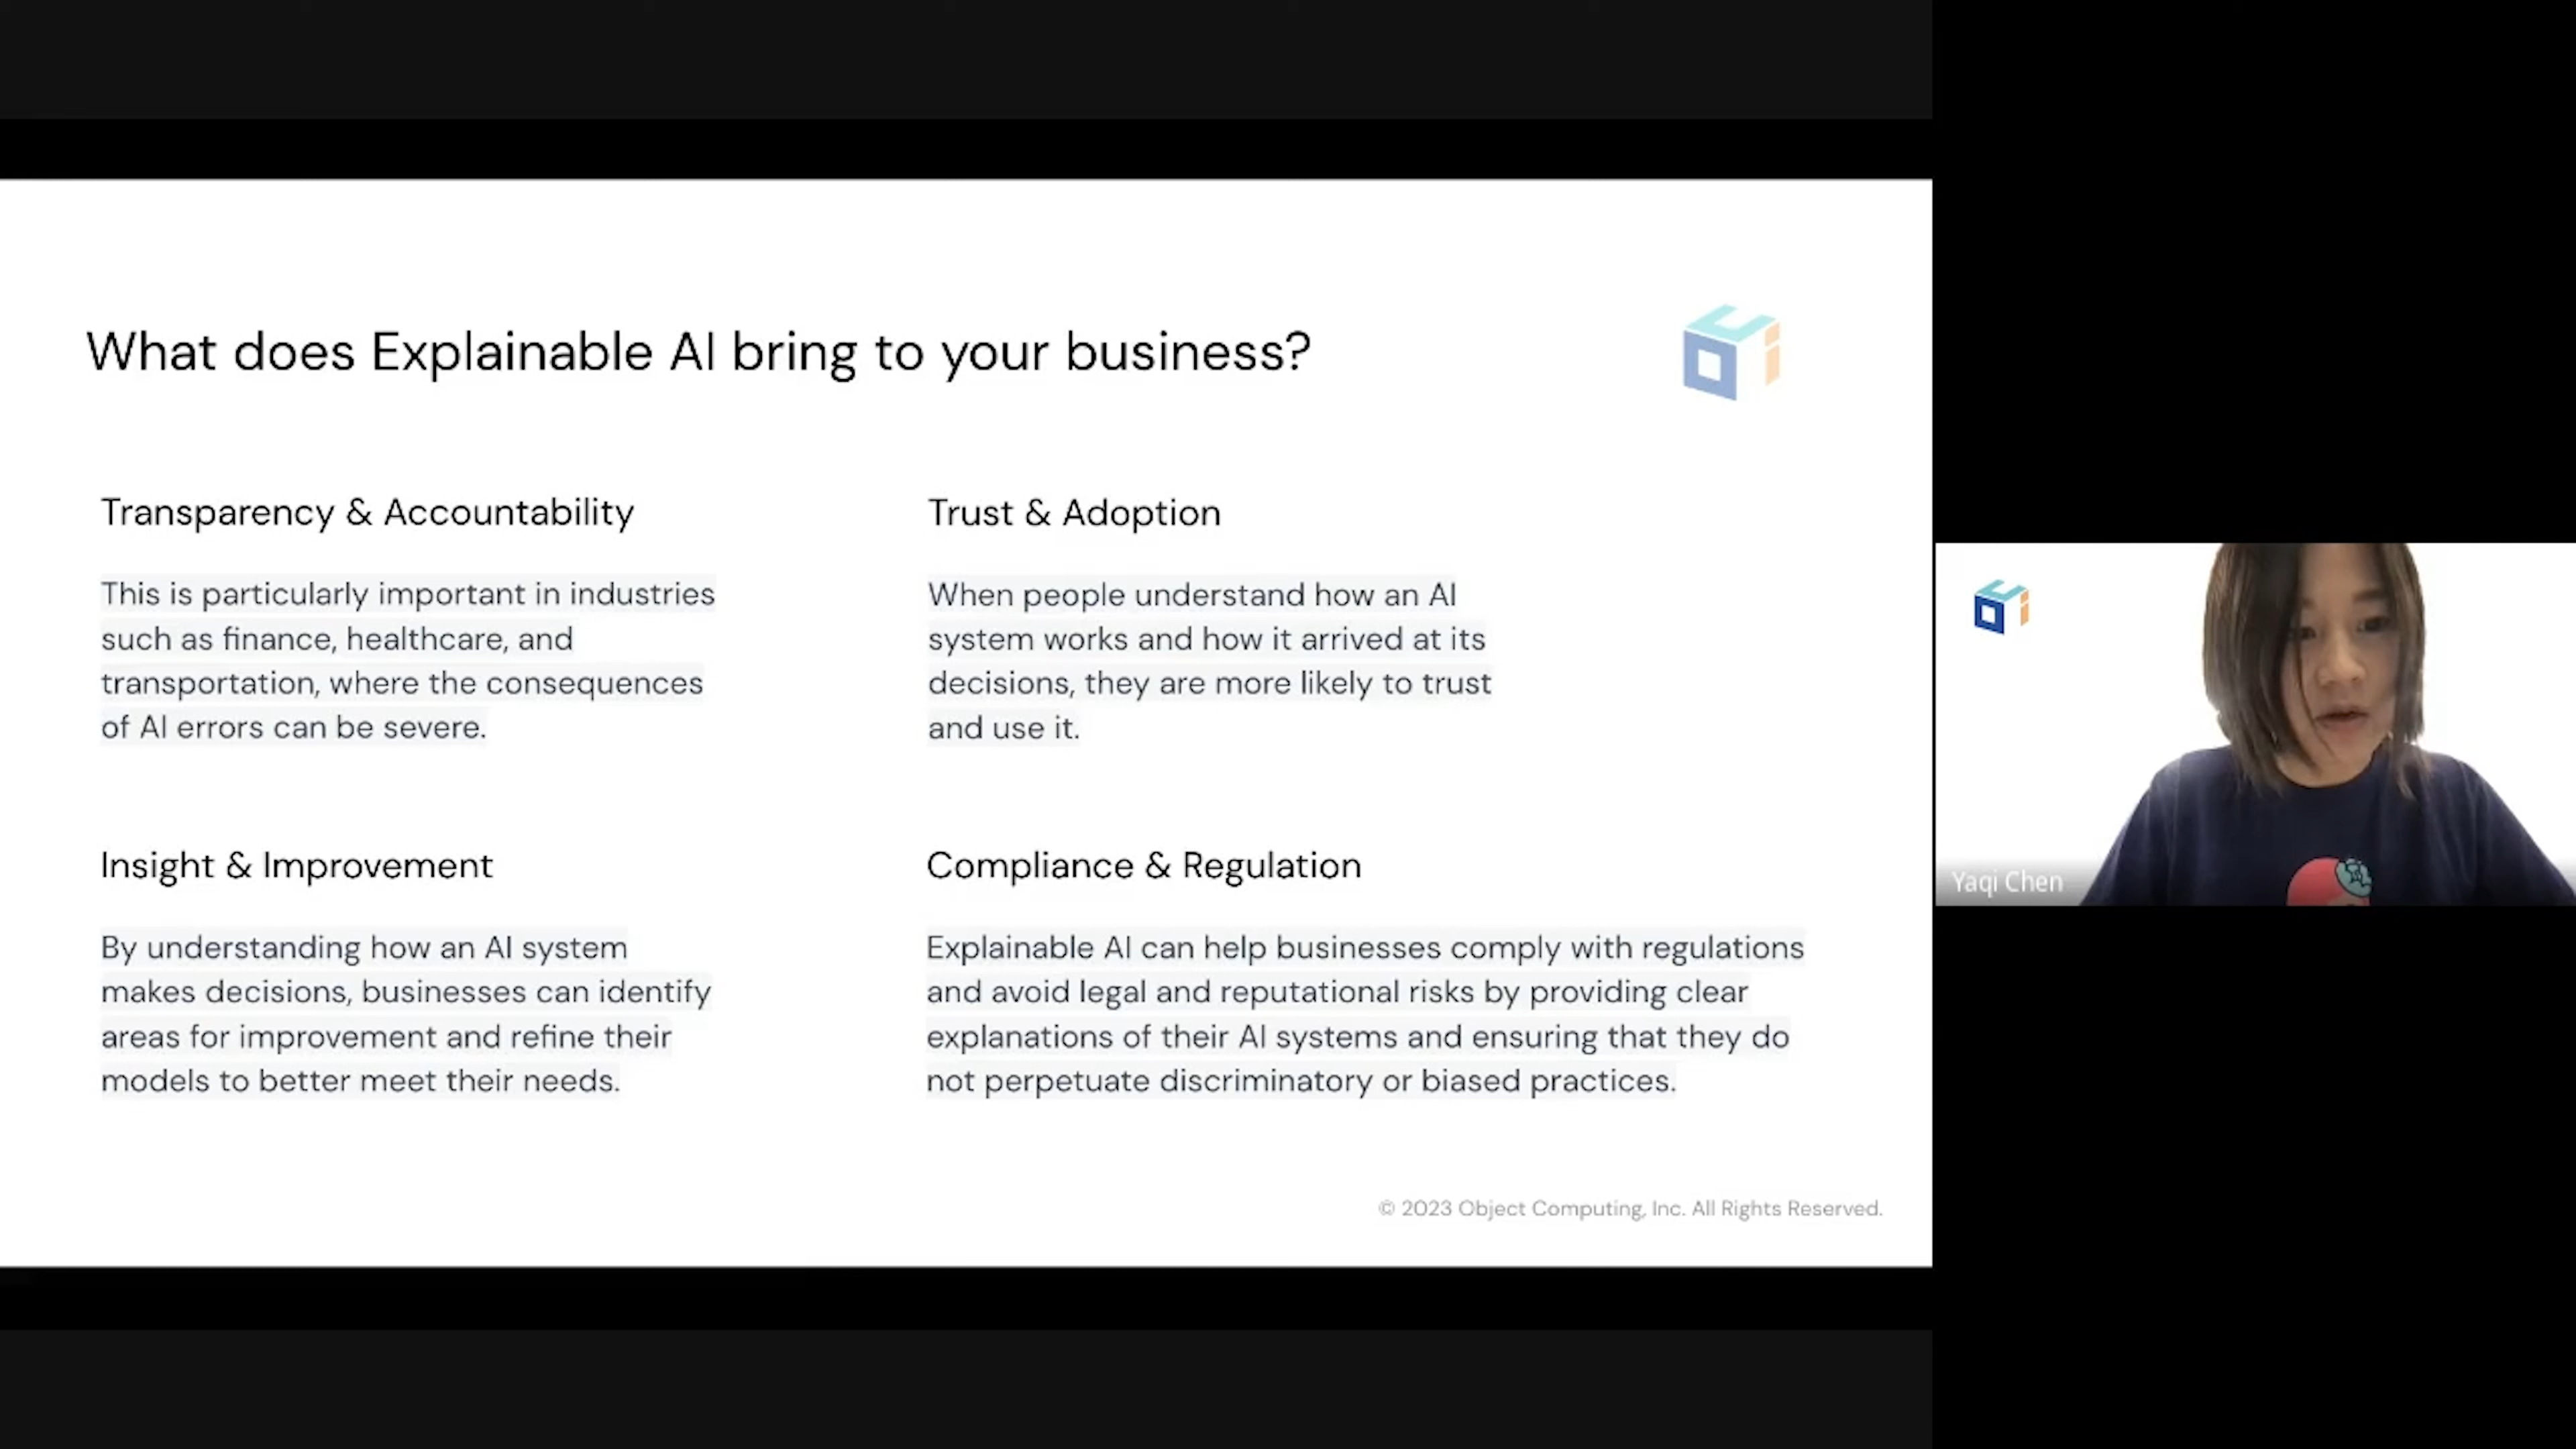 What does Explainable AI bring to your business?
Transparency & Accountability
This is particularly important in industries
such as finance, healthcare, and
transportation, where the consequences
of AI errors can be severe.
Trust & Adoption
When people understand how an AI
system works and how it arrived at its
decisions, they are more likely to trust
and use it.
Insight & Improvement
By understanding how an AI system
makes decisions, businesses can identify
areas for improvement and refine their
models to better meet their needs.
Compliance & Regulation
Explainable AI can help businesses comply with regulations
and avoid legal and reputational risks by providing clear
explanations of their AI systems and ensuring that they do
not perpetuate discriminatory or biased practices.
© 2023 Object Computing, Inc. All Rights Reserved.
Yaqi Chen